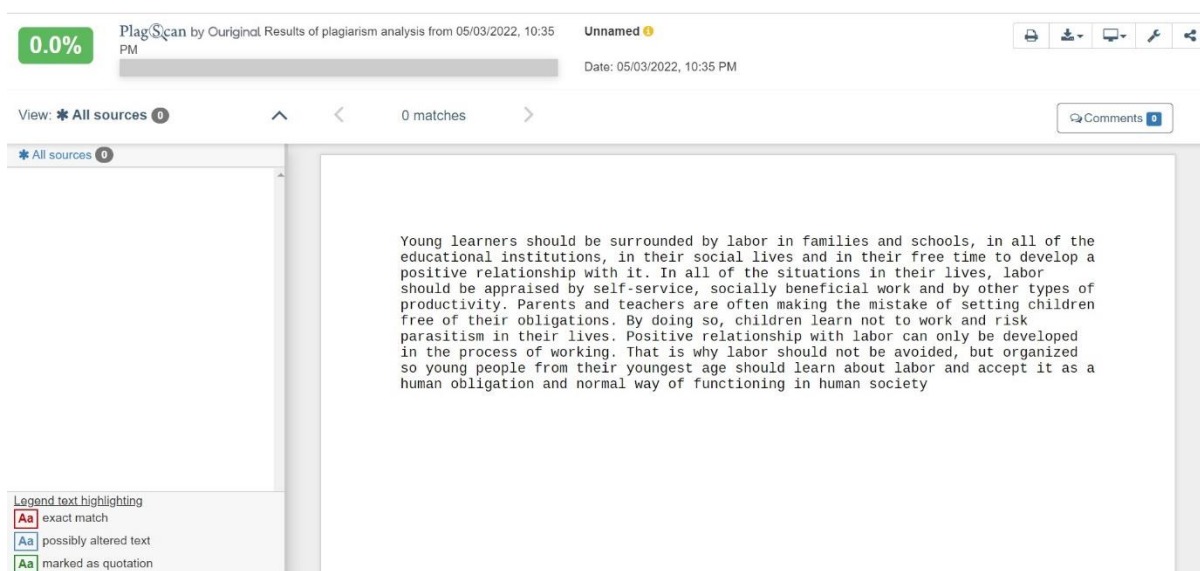 0.0%
PlagScan by Ouriginal Results of plagiarism analysis from 05/03/2022, 10:35
PM
Unnamed
Date: 05/03/2022, 10:35 PM
View: ✱ All sources 0
0 matches
Comments 0
✱ All sources 0
Young learners should be surrounded by labor in families and schools, in all of the
educational institutions, in their social lives and in their free time to develop a
positive relationship with it. In all of the situations in their lives, labor
should be appraised by self-service, socially beneficial work and by other types of
productivity. Parents and teachers are often making the mistake of setting children
free of their obligations. By doing so, children learn not to work and risk
parasitism in their lives. Positive relationship with labor can only be developed
in the process of working. That is why labor should not be avoided, but organized
so young people from their youngest age should learn about labor and accept it as a
human obligation and normal way of functioning in human society
Legend text highlighting
Aa exact match
Aa possibly altered text
Aa marked as quotation